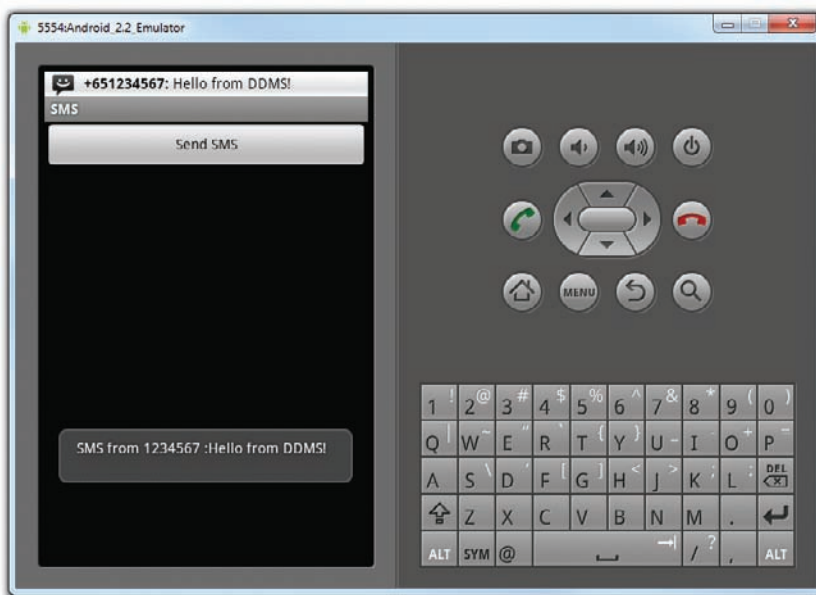 5554:Android_2.2_Emulator
+651234567: Hello from DDMS!
SMS
Send SMS
SMS from 1234567 :Hello from DDMS!
MENU
1 ! 2 @ 3 # 4 $ 5 % 6 ^ 7 & 8 * 9 ( 0 )
Q | W ~ E " R ` T { Y } U _ I - O + P =
A S \ D ' F [ G ] H < J > K ; L : DEL
Z X C V B N M .
ALT SYM @ / ? , ALT